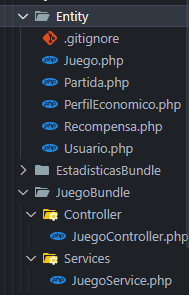 Entity
.gitignore
Juego.php
Partida.php
PerfilEconomico.php
Recompensa.php
Usuario.php
EstadisticasBundle
JuegoBundle
Controller
JuegoController.php
Services
JuegoService.php